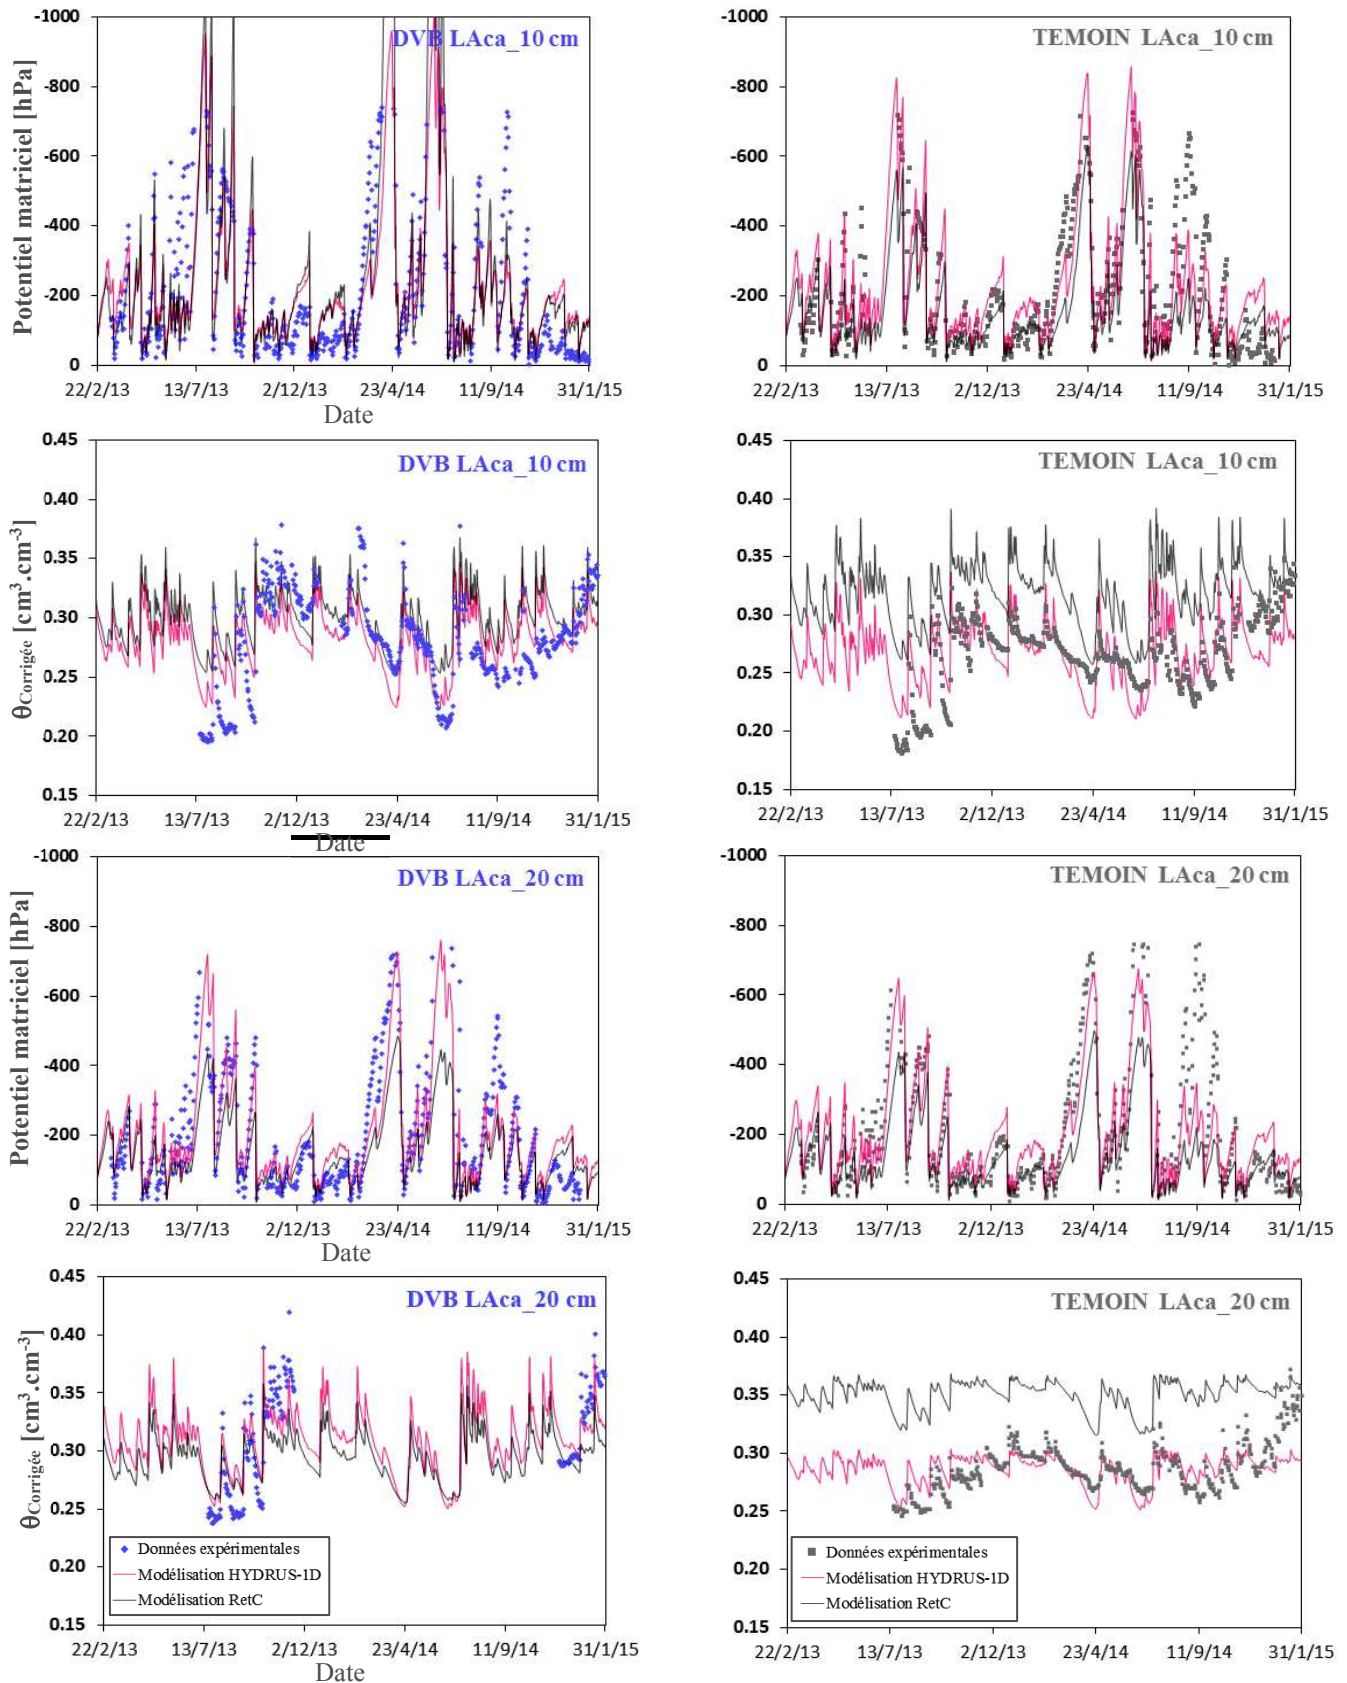 Potentiel matriciel [hPa]
-1000
-800
-600
-400
-200
0
DVB LAca_10 cm
22/2/13 13/7/13 2/12/13 23/4/14 11/9/14 31/1/15
Date
-1000
-800
-600
-400
-200
0
TEMOIN LAca_10 cm
22/2/13 13/7/13 2/12/13 23/4/14 11/9/14 31/1/15
θCorrigée [cm³.cm⁻³]
0.45
0.40
0.35
0.30
0.25
0.20
0.15
DVB LAca_10 cm
22/2/13 13/7/13 2/12/13 23/4/14 11/9/14 31/1/15
Date
0.45
0.40
0.35
0.30
0.25
0.20
0.15
TEMOIN LAca_10 cm
22/2/13 13/7/13 2/12/13 23/4/14 11/9/14 31/1/15
Potentiel matriciel [hPa]
-1000
-800
-600
-400
-200
0
DVB LAca_20 cm
22/2/13 13/7/13 2/12/13 23/4/14 11/9/14 31/1/15
Date
-1000
-800
-600
-400
-200
0
TEMOIN LAca_20 cm
22/2/13 13/7/13 2/12/13 23/4/14 11/9/14 31/1/15
θCorrigée [cm³.cm⁻³]
0.45
0.40
0.35
0.30
0.25
0.20
0.15
DVB LAca_20 cm
Données expérimentales
Modélisation HYDRUS-1D
Modélisation RetC
22/2/13 13/7/13 2/12/13 23/4/14 11/9/14 31/1/15
Date
0.45
0.40
0.35
0.30
0.25
0.20
0.15
TEMOIN LAca_20 cm
Données expérimentales
Modélisation HYDRUS-1D
Modélisation RetC
22/2/13 13/7/13 2/12/13 23/4/14 11/9/14 31/1/15